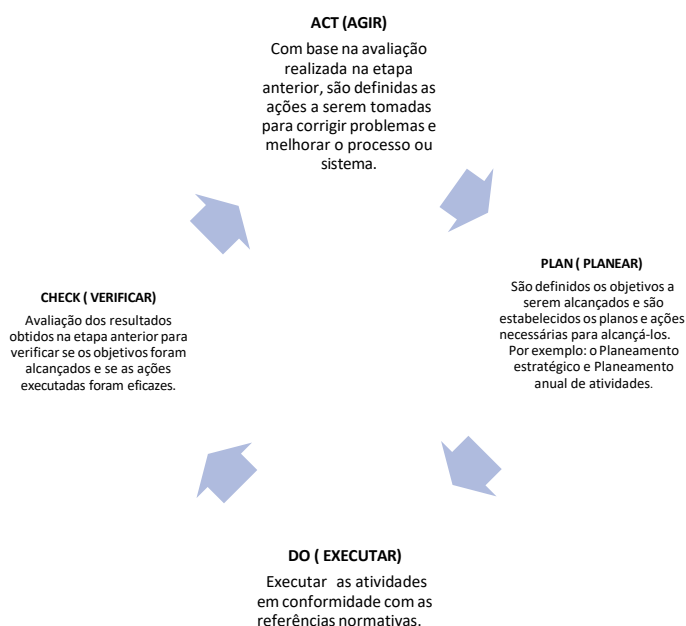 ACT (AGIR)
Com base na avaliação
realizada na etapa
anterior, são definidas as
ações a serem tomadas
para corrigir problemas e
melhorar o processo ou
sistema.
PLAN ( PLANEAR)
São definidos os objetivos a
serem alcançados e são
estabelecidos os planos e ações
necessárias para alcançá-los.
Por exemplo: o Planeamento
estratégico e Planeamento
anual de atividades.
DO ( EXECUTAR)
Executar as atividades
em conformidade com as
referências normativas.
CHECK ( VERIFICAR)
Avaliação dos resultados
obtidos na etapa anterior para
verificar se os objetivos foram
alcançados e se as ações
executadas foram eficazes.